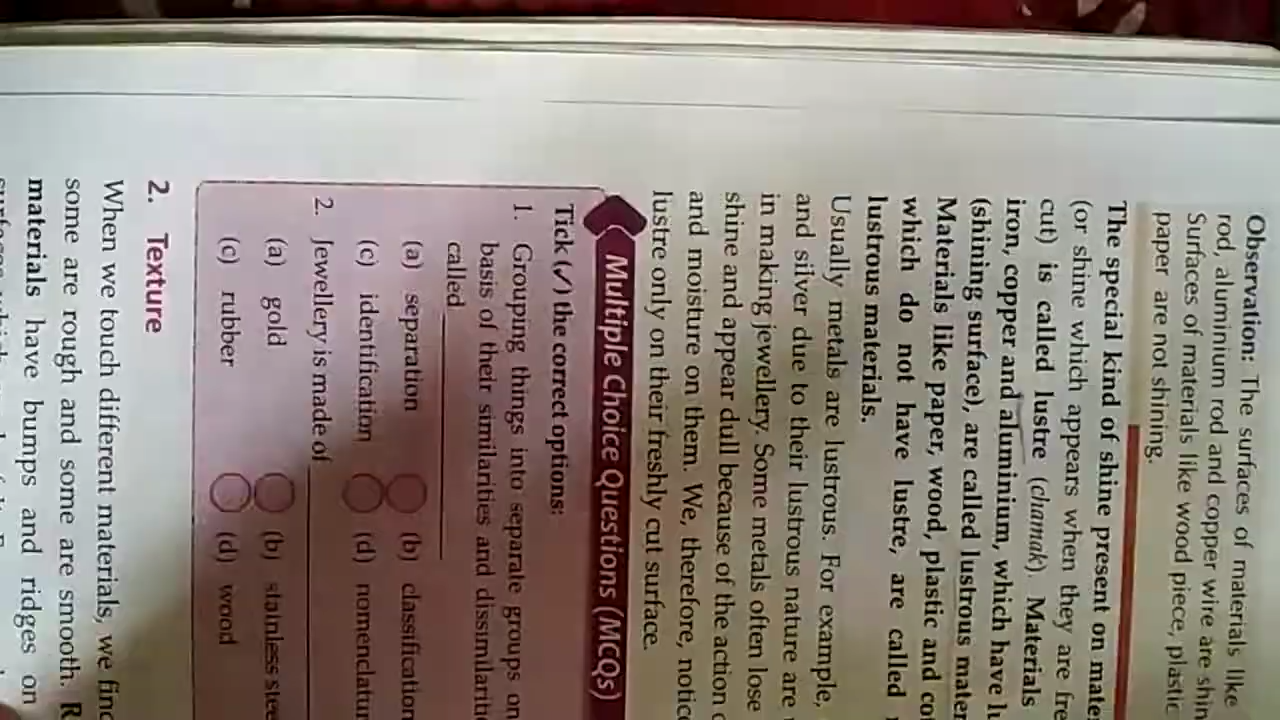 Observation: The surfaces of materials like
rod, aluminium rod and copper wire are shin
Surfaces of materials like wood piece, plastic
paper are not shining.
The special kind of shine present on mate
(or shine which appears when they are fre
cut) is called lustre (chamak). Materials
iron, copper and aluminium, which have lu
(shining surface), are called lustrous mater
Materials like paper, wood, plastic and co
which do not have lustre, are called
lustrous materials.
Usually metals are lustrous. For example,
and silver due to their lustrous nature are
in making jewellery. Some metals often lose
shine and appear dull because of the action
and moisture on them. We, therefore, notic
lustre only on their freshly cut surface.
Multiple Choice Questions (MCQs)
Tick (✓) the correct options:
1. Grouping things into separate groups on
basis of their similarities and dissimilariti
called
(a) separation (b) classification
(c) identification (d) nomenclatur
2. Jewellery is made of
(a) gold (b) stainless stee
(c) rubber (d) wood
2. Texture
When we touch different materials, we find
some are rough and some are smooth. R
materials have bumps and ridges on